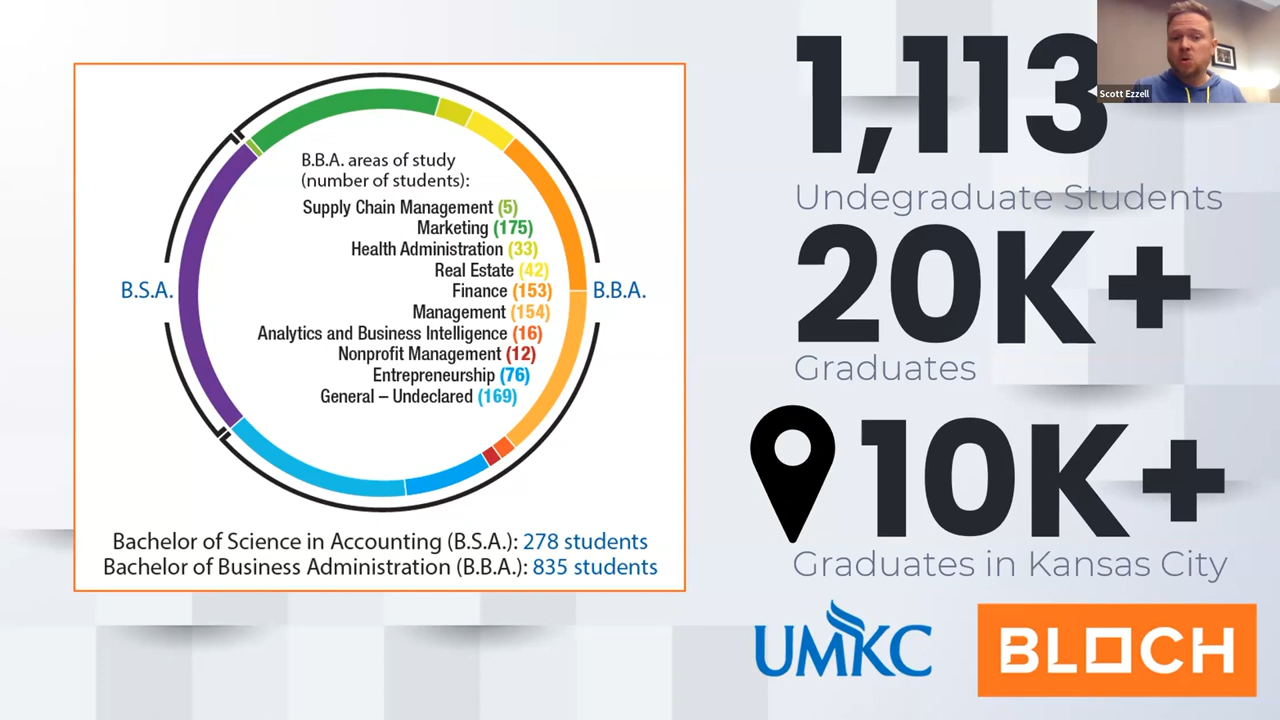 B.B.A. areas of study
(number of students):
Supply Chain Management (5)
Marketing (175)
Health Administration (33)
Real Estate (42)
Finance (153)
Management (154)
Analytics and Business Intelligence (16)
Nonprofit Management (12)
Entrepreneurship (76)
General – Undeclared (169)
B.S.A.
B.B.A.
Bachelor of Science in Accounting (B.S.A.): 278 students
Bachelor of Business Administration (B.B.A.): 835 students
1,113
Undegraduate Students
20K+
Graduates
10K+
Graduates in Kansas City
UMKC
BLOCH
Scott Ezzell